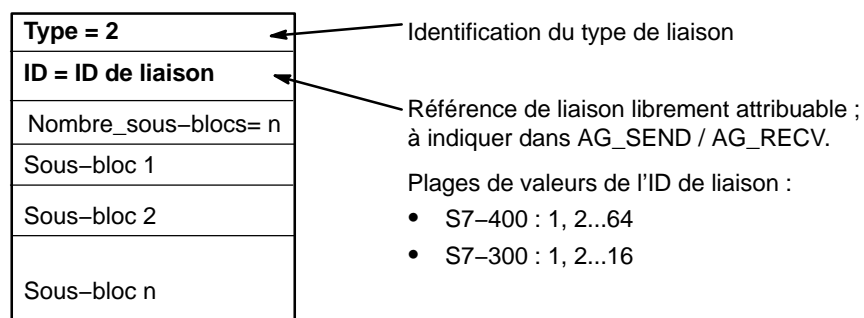 Type = 2
Identification du type de liaison
ID = ID de liaison
Référence de liaison librement attribuable ;
à indiquer dans AG_SEND / AG_RECV.
Nombre_sous−blocs= n
Sous−bloc 1
Plages de valeurs de l’ID de liaison :
Sous−bloc 2
• S7−400 : 1, 2...64
• S7−300 : 1, 2...16
Sous−bloc n